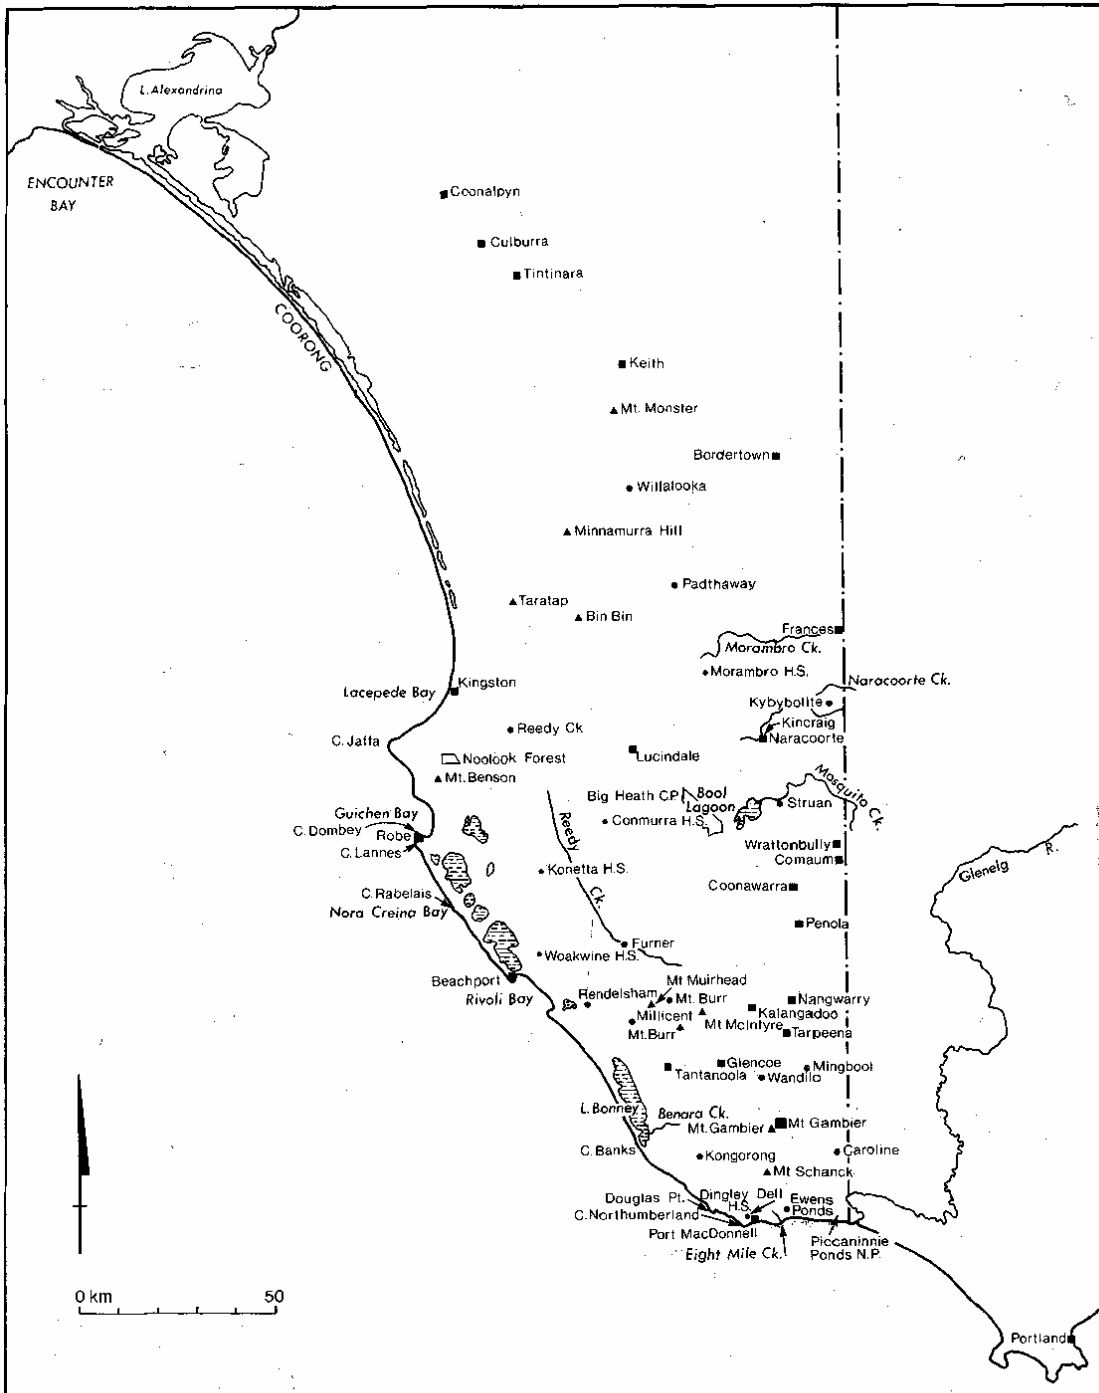 L. Alexandrina
ENCOUNTER
BAY
Coonalpyn
Culburra
Tintinara
COORONG
Keith
Mt. Monster
Bordertown
Willalooka
Minnamurra Hill
Padthaway
Taratap
Bin Bin
Frances
Morambro Ck.
Morambro H.S.
Naracoorte Ck.
Lacepede Bay
Kingston
Kybybolite
Kincraig
Naracoorte
Reedy Ck
C. Jaffa
Lucindale
Noolook Forest
Mt. Benson
Mosquito Ck.
Big Heath C.P.
Bool
Lagoon
Struan
Guichen Bay
C. Dombey
Robe
C. Lannes
Conmurra H.S.
Reedy
Ck.
Wrattonbully
Comaum
Glenelg R.
Konetta H.S.
Coonawarra
C. Rabelais
Nora Creina Bay
Penola
Furner
Woakwine H.S.
Beachport
Rivoli Bay
Mt Muirhead
Rendelsham
Mt. Burr
Nangwarry
Kalangadoo
Millicent
Mt McIntyre
Mt. Burr
Tarpeena
Glencoe
Tantanoola
Mingbool
Wandilo
L. Bonney
Benara Ck.
Mt. Gambier
Mt Gambier
C. Banks
Kongorong
Caroline
Mt Schanck
Douglas Pt.
Dingley Dell
H.S.
Ewens
Ponds
C. Northumberland
Port MacDonnell
Eight Mile Ck.
Piccaninnie
Ponds N.P.
0 km 50
Portland